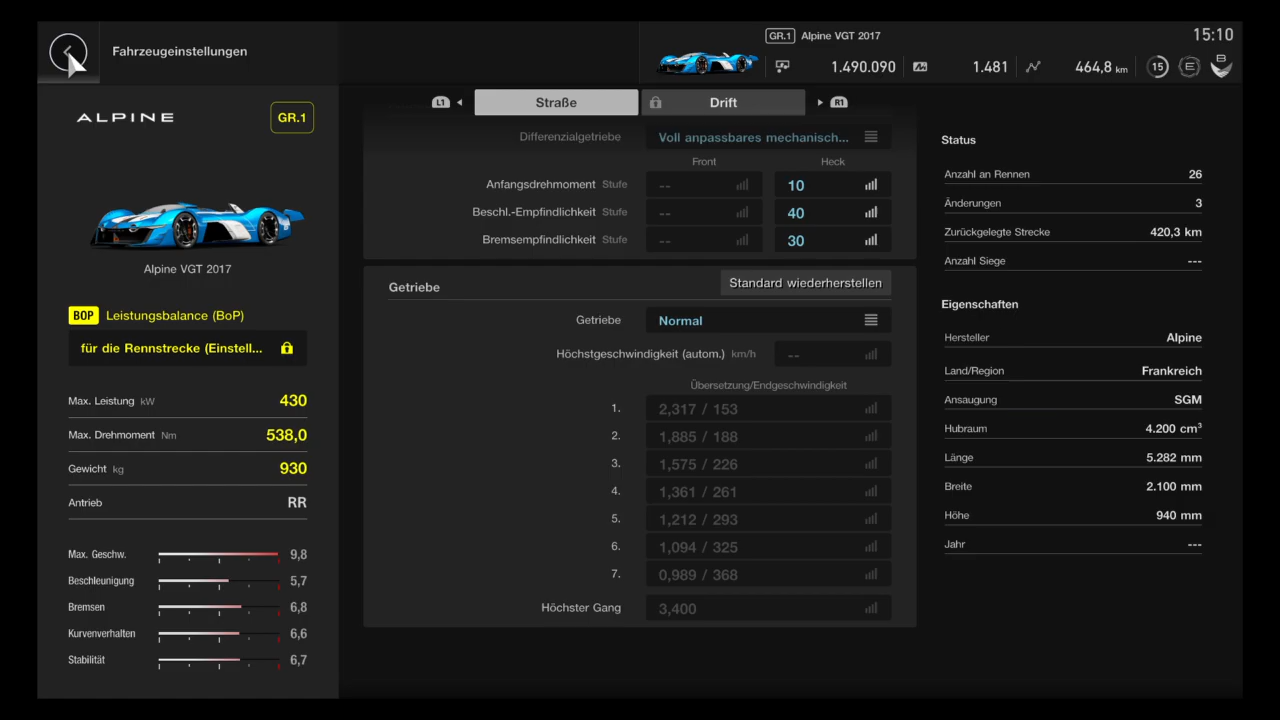 Fahrzeugeinstellungen
GR.1 Alpine VGT 2017
15:10
1.490.090
1.481
464,8 km
15
E
B
ALPINE
GR.1
Alpine VGT 2017
BOP Leistungsbalance (BoP)
für die Rennstrecke (Einstell...
Max. Leistung kW 430
Max. Drehmoment Nm 538,0
Gewicht kg 930
Antrieb RR
Max. Geschw. 9,8
Beschleunigung 5,7
Bremsen 6,8
Kurvenverhalten 6,6
Stabilität 6,7
L1 Straße Drift R1
Differenzialgetriebe Voll anpassbares mechanisch...
Front Heck
Anfangsdrehmoment Stufe -- 10
Beschl.-Empfindlichkeit Stufe -- 40
Bremsempfindlichkeit Stufe -- 30
Getriebe Standard wiederherstellen
Getriebe Normal
Höchstgeschwindigkeit (autom.) km/h --
Übersetzung/Endgeschwindigkeit
1. 2,317 / 153
2. 1,885 / 188
3. 1,575 / 226
4. 1,361 / 261
5. 1,212 / 293
6. 1,094 / 325
7. 0,989 / 368
Höchster Gang 3,400
Status
Anzahl an Rennen 26
Änderungen 3
Zurückgelegte Strecke 420,3 km
Anzahl Siege ---
Eigenschaften
Hersteller Alpine
Land/Region Frankreich
Ansaugung SGM
Hubraum 4.200 cm³
Länge 5.282 mm
Breite 2.100 mm
Höhe 940 mm
Jahr ---